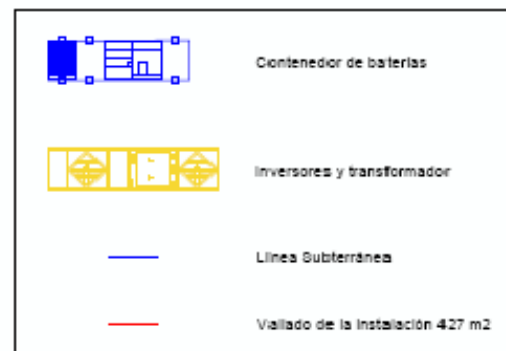 Contenedor de baterías
Inversores y transformador
Línea Subterránea
Vallado de la Instalación 427 m2